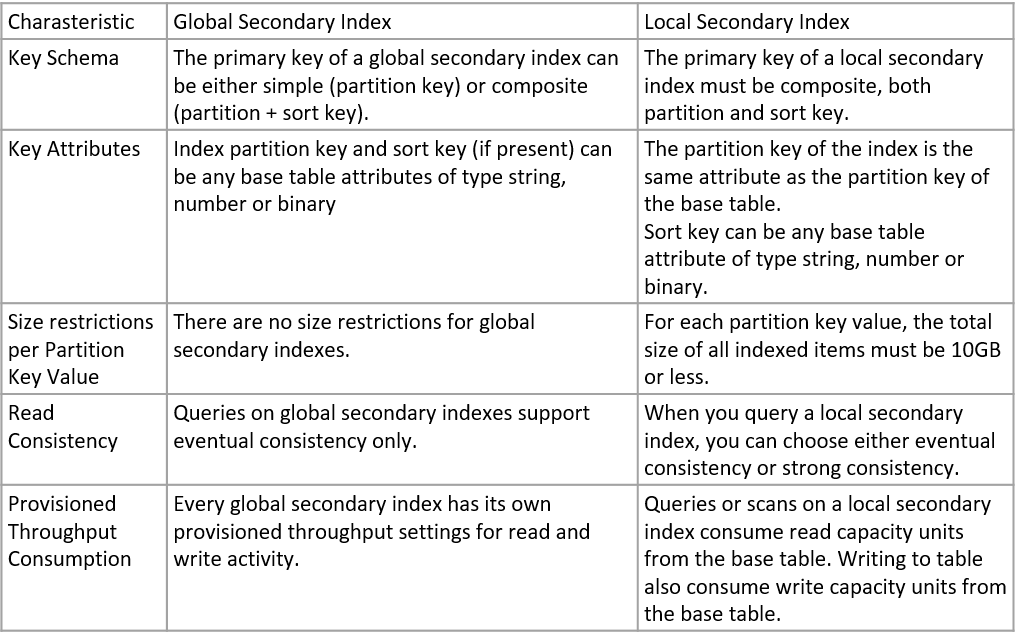 Charasteristic
Global Secondary Index
Local Secondary Index
Key Schema
The primary key of a global secondary index can
be either simple (partition key) or composite
(partition + sort key).
The primary key of a local secondary
index must be composite, both
partition and sort key.
Key Attributes
Index partition key and sort key (if present) can
be any base table attributes of type string,
number or binary
The partition key of the index is the
same attribute as the partition key of
the base table.
Sort key can be any base table
attribute of type string, number or
binary.
Size restrictions
per Partition
Key Value
There are no size restrictions for global
secondary indexes.
For each partition key value, the total
size of all indexed items must be 10GB
or less.
Read
Consistency
Queries on global secondary indexes support
eventual consistency only.
When you query a local secondary
index, you can choose either eventual
consistency or strong consistency.
Provisioned
Throughput
Consumption
Every global secondary index has its own
provisioned throughput settings for read and
write activity.
Queries or scans on a local secondary
index consume read capacity units
from the base table. Writing to table
also consume write capacity units from
the base table.